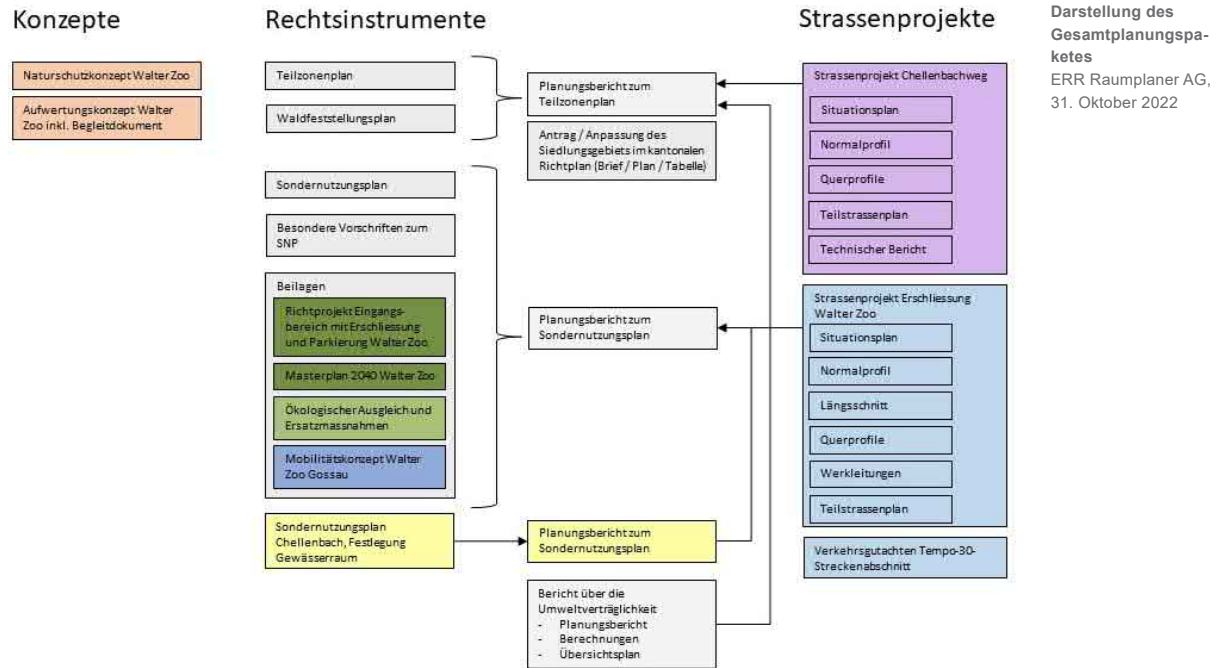 Konzepte
Naturschutzkonzept Walter Zoo
Aufwertungskonzept Walter
Zoo inkl. Begleitdokument
Rechtsinstrumente
Teilzonenplan
Waldfeststellungsplan
Sondernutzungsplan
Besondere Vorschriften zum
SNP
Beilagen
Richtprojekt Eingangs-
bereich mit Erschliessung
und Parkierung Walter Zoo
Masterplan 2040 Walter Zoo
Ökologischer Ausgleich und
Ersatzmassnahmen
Mobilitätskonzept Walter
Zoo Gossau
Sondernutzungsplan
Chellenbach, Festlegung
Gewässerraum
Planungsbericht zum
Teilzonenplan
Antrag / Anpassung des
Siedlungsgebiets im kantonalen
Richtplan (Brief / Plan / Tabelle)
Planungsbericht zum
Sondernutzungsplan
Planungsbericht zum
Sondernutzungsplan
Bericht über die
Umweltverträglichkeit
- Planungsbericht
- Berechnungen
- Übersichtsplan
Strassenprojekte
Strassenprojekt Chellenbachweg
Situationsplan
Normalprofil
Querprofile
Teilstrassenplan
Technischer Bericht
Strassenprojekt Erschliessung
Walter Zoo
Situationsplan
Normalprofil
Längsschnitt
Querprofile
Werkleitungen
Teilstrassenplan
Verkehrsgutachten Tempo-30-
Streckenabschnitt
Darstellung des
Gesamtplanungspa-
ketes
ERR Raumplaner AG,
31. Oktober 2022